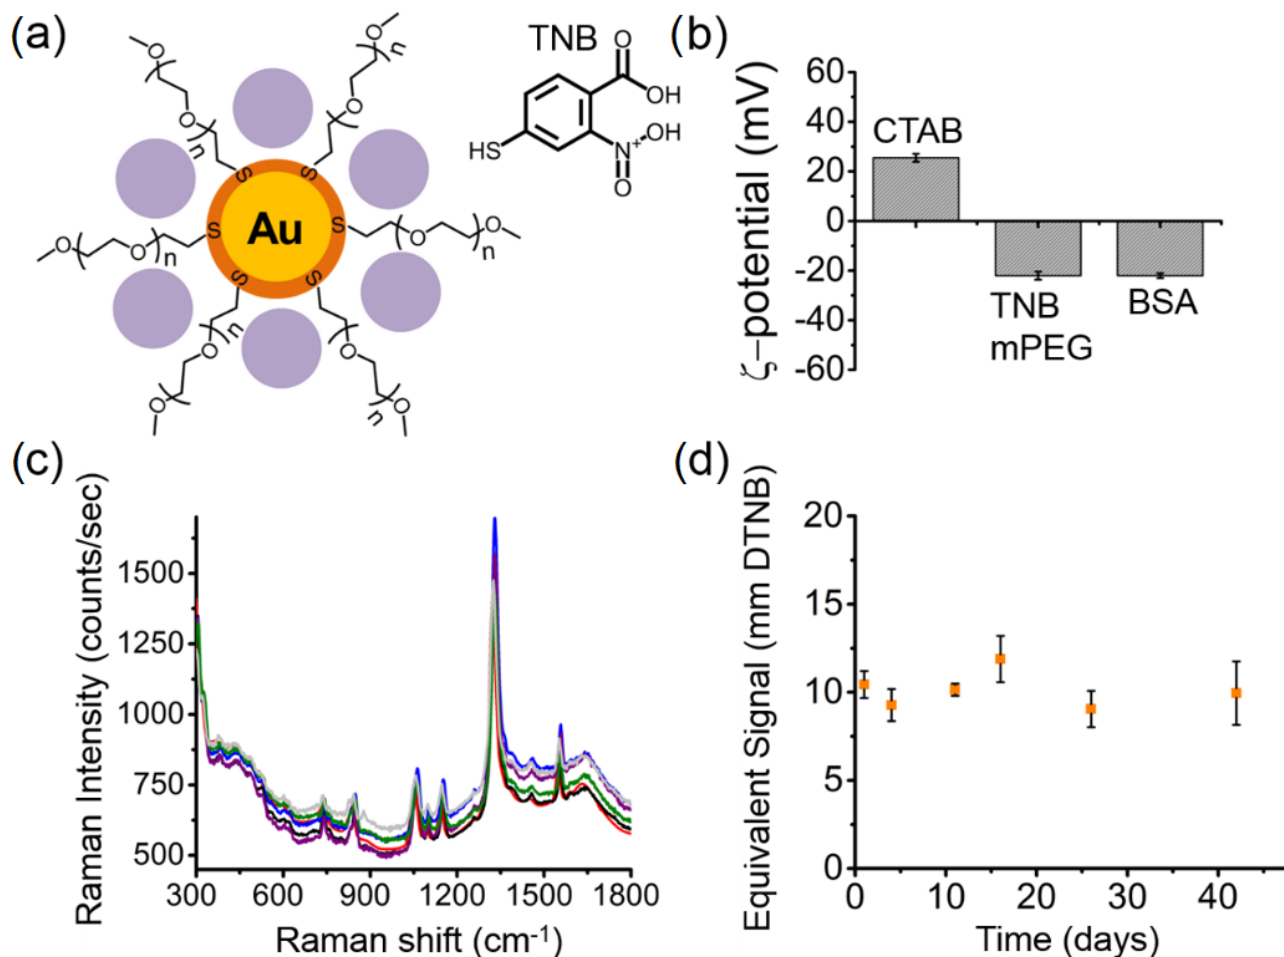 (a)
TNB
O
OH
OH
N+
O
HS
O
n
O
O
n
O
O
n
O
O
n
S
S
S
S
S
S
Au
O
O
n
O
n
O
O
n
O
O
n
O
(b)
ζ–potential (mV)
60
40
20
0
-20
-40
-60
CTAB
TNB
mPEG
BSA
(c)
Raman Intensity (counts/sec)
1500
1250
1000
750
500
300 600 900 1200 1500 1800
Raman shift (cm-1)
(d)
Equivalent Signal (mm DTNB)
20
15
10
5
0
0 10 20 30 40
Time (days)